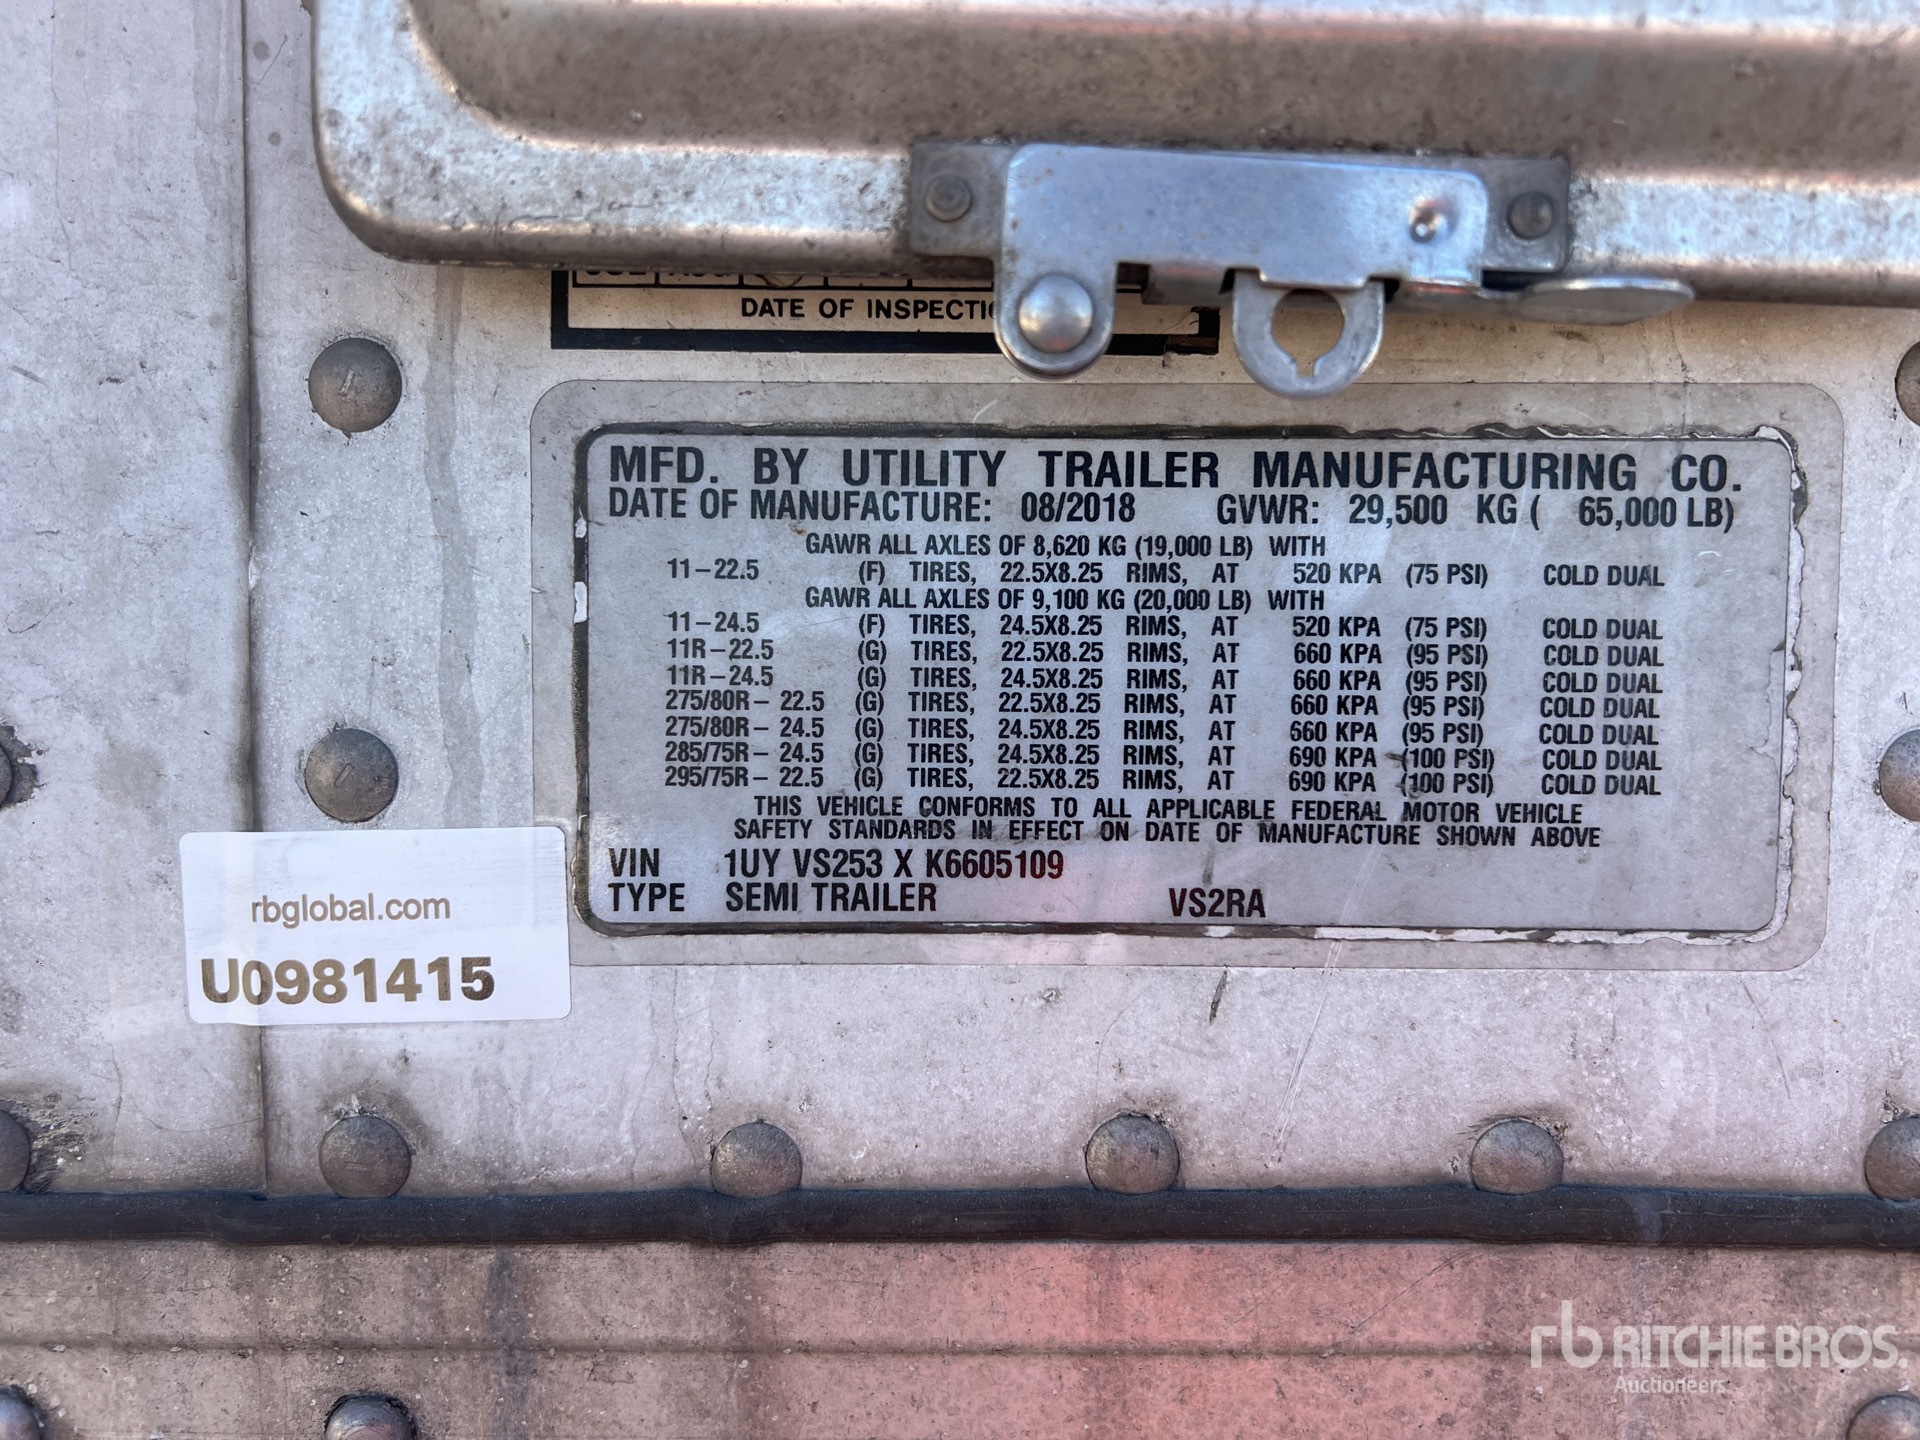 DATE OF INSPECTI
MFD. BY UTILITY TRAILER MANUFACTURING CO.
DATE OF MANUFACTURE: 08/2018 GVWR: 29,500 KG ( 65,000 LB)
GAWR ALL AXLES OF 8,620 KG (19,000 LB) WITH
11-22.5 (F) TIRES, 22.5X8.25 RIMS, AT 520 KPA (75 PSI) COLD DUAL
GAWR ALL AXLES OF 9,100 KG (20,000 LB) WITH
11-24.5 (F) TIRES, 24.5X8.25 RIMS, AT 520 KPA (75 PSI) COLD DUAL
11R-22.5 (G) TIRES, 22.5X8.25 RIMS, AT 660 KPA (95 PSI) COLD DUAL
11R-24.5 (G) TIRES, 24.5X8.25 RIMS, AT 660 KPA (95 PSI) COLD DUAL
275/80R- 22.5 (G) TIRES, 22.5X8.25 RIMS, AT 660 KPA (95 PSI) COLD DUAL
275/80R- 24.5 (G) TIRES, 24.5X8.25 RIMS, AT 660 KPA (95 PSI) COLD DUAL
285/75R- 24.5 (G) TIRES, 24.5X8.25 RIMS, AT 690 KPA (100 PSI) COLD DUAL
295/75R- 22.5 (G) TIRES, 22.5X8.25 RIMS, AT 690 KPA (100 PSI) COLD DUAL
THIS VEHICLE CONFORMS TO ALL APPLICABLE FEDERAL MOTOR VEHICLE
SAFETY STANDARDS IN EFFECT ON DATE OF MANUFACTURE SHOWN ABOVE
VIN 1UY VS253 X K6605109
TYPE SEMI TRAILER VS2RA
rbglobal.com
U0981415
rb RITCHIE BROS.
Auctioneers